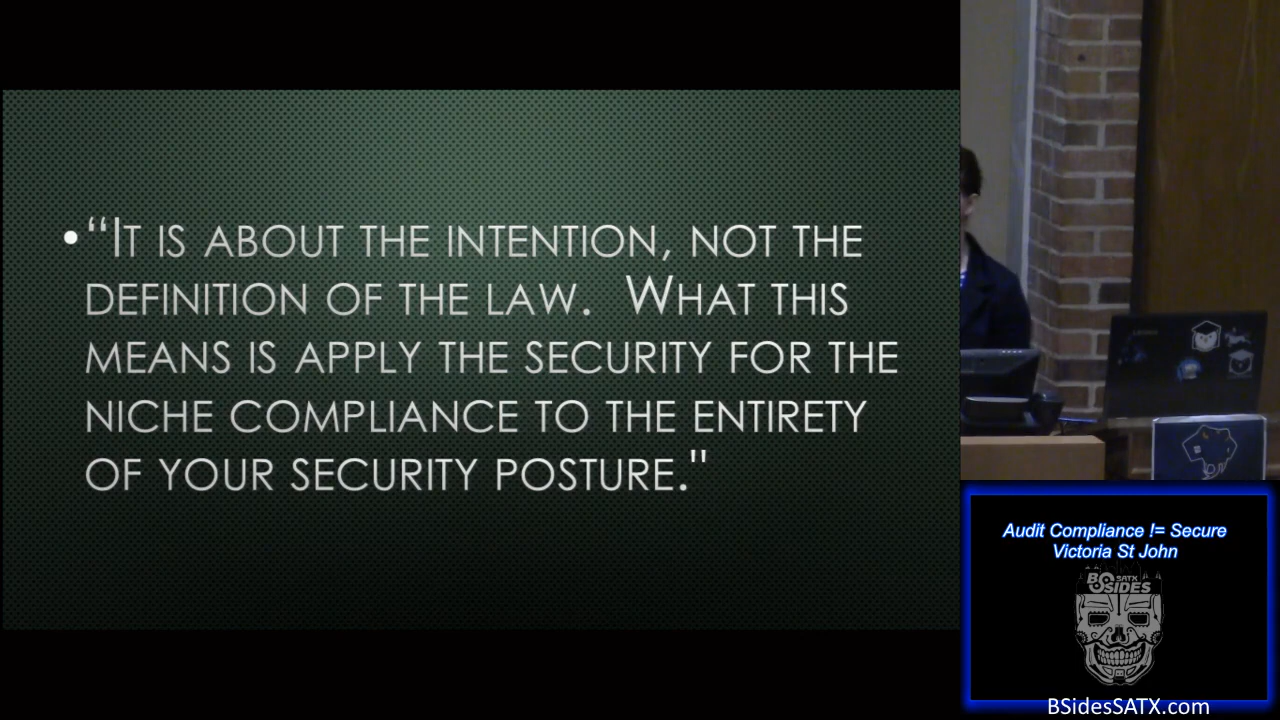 • “IT IS ABOUT THE INTENTION, NOT THE
DEFINITION OF THE LAW. WHAT THIS
MEANS IS APPLY THE SECURITY FOR THE
NICHE COMPLIANCE TO THE ENTIRETY
OF YOUR SECURITY POSTURE."
Audit Compliance != Secure
Victoria St John
BSIDES SATX
BSidesSATX.com